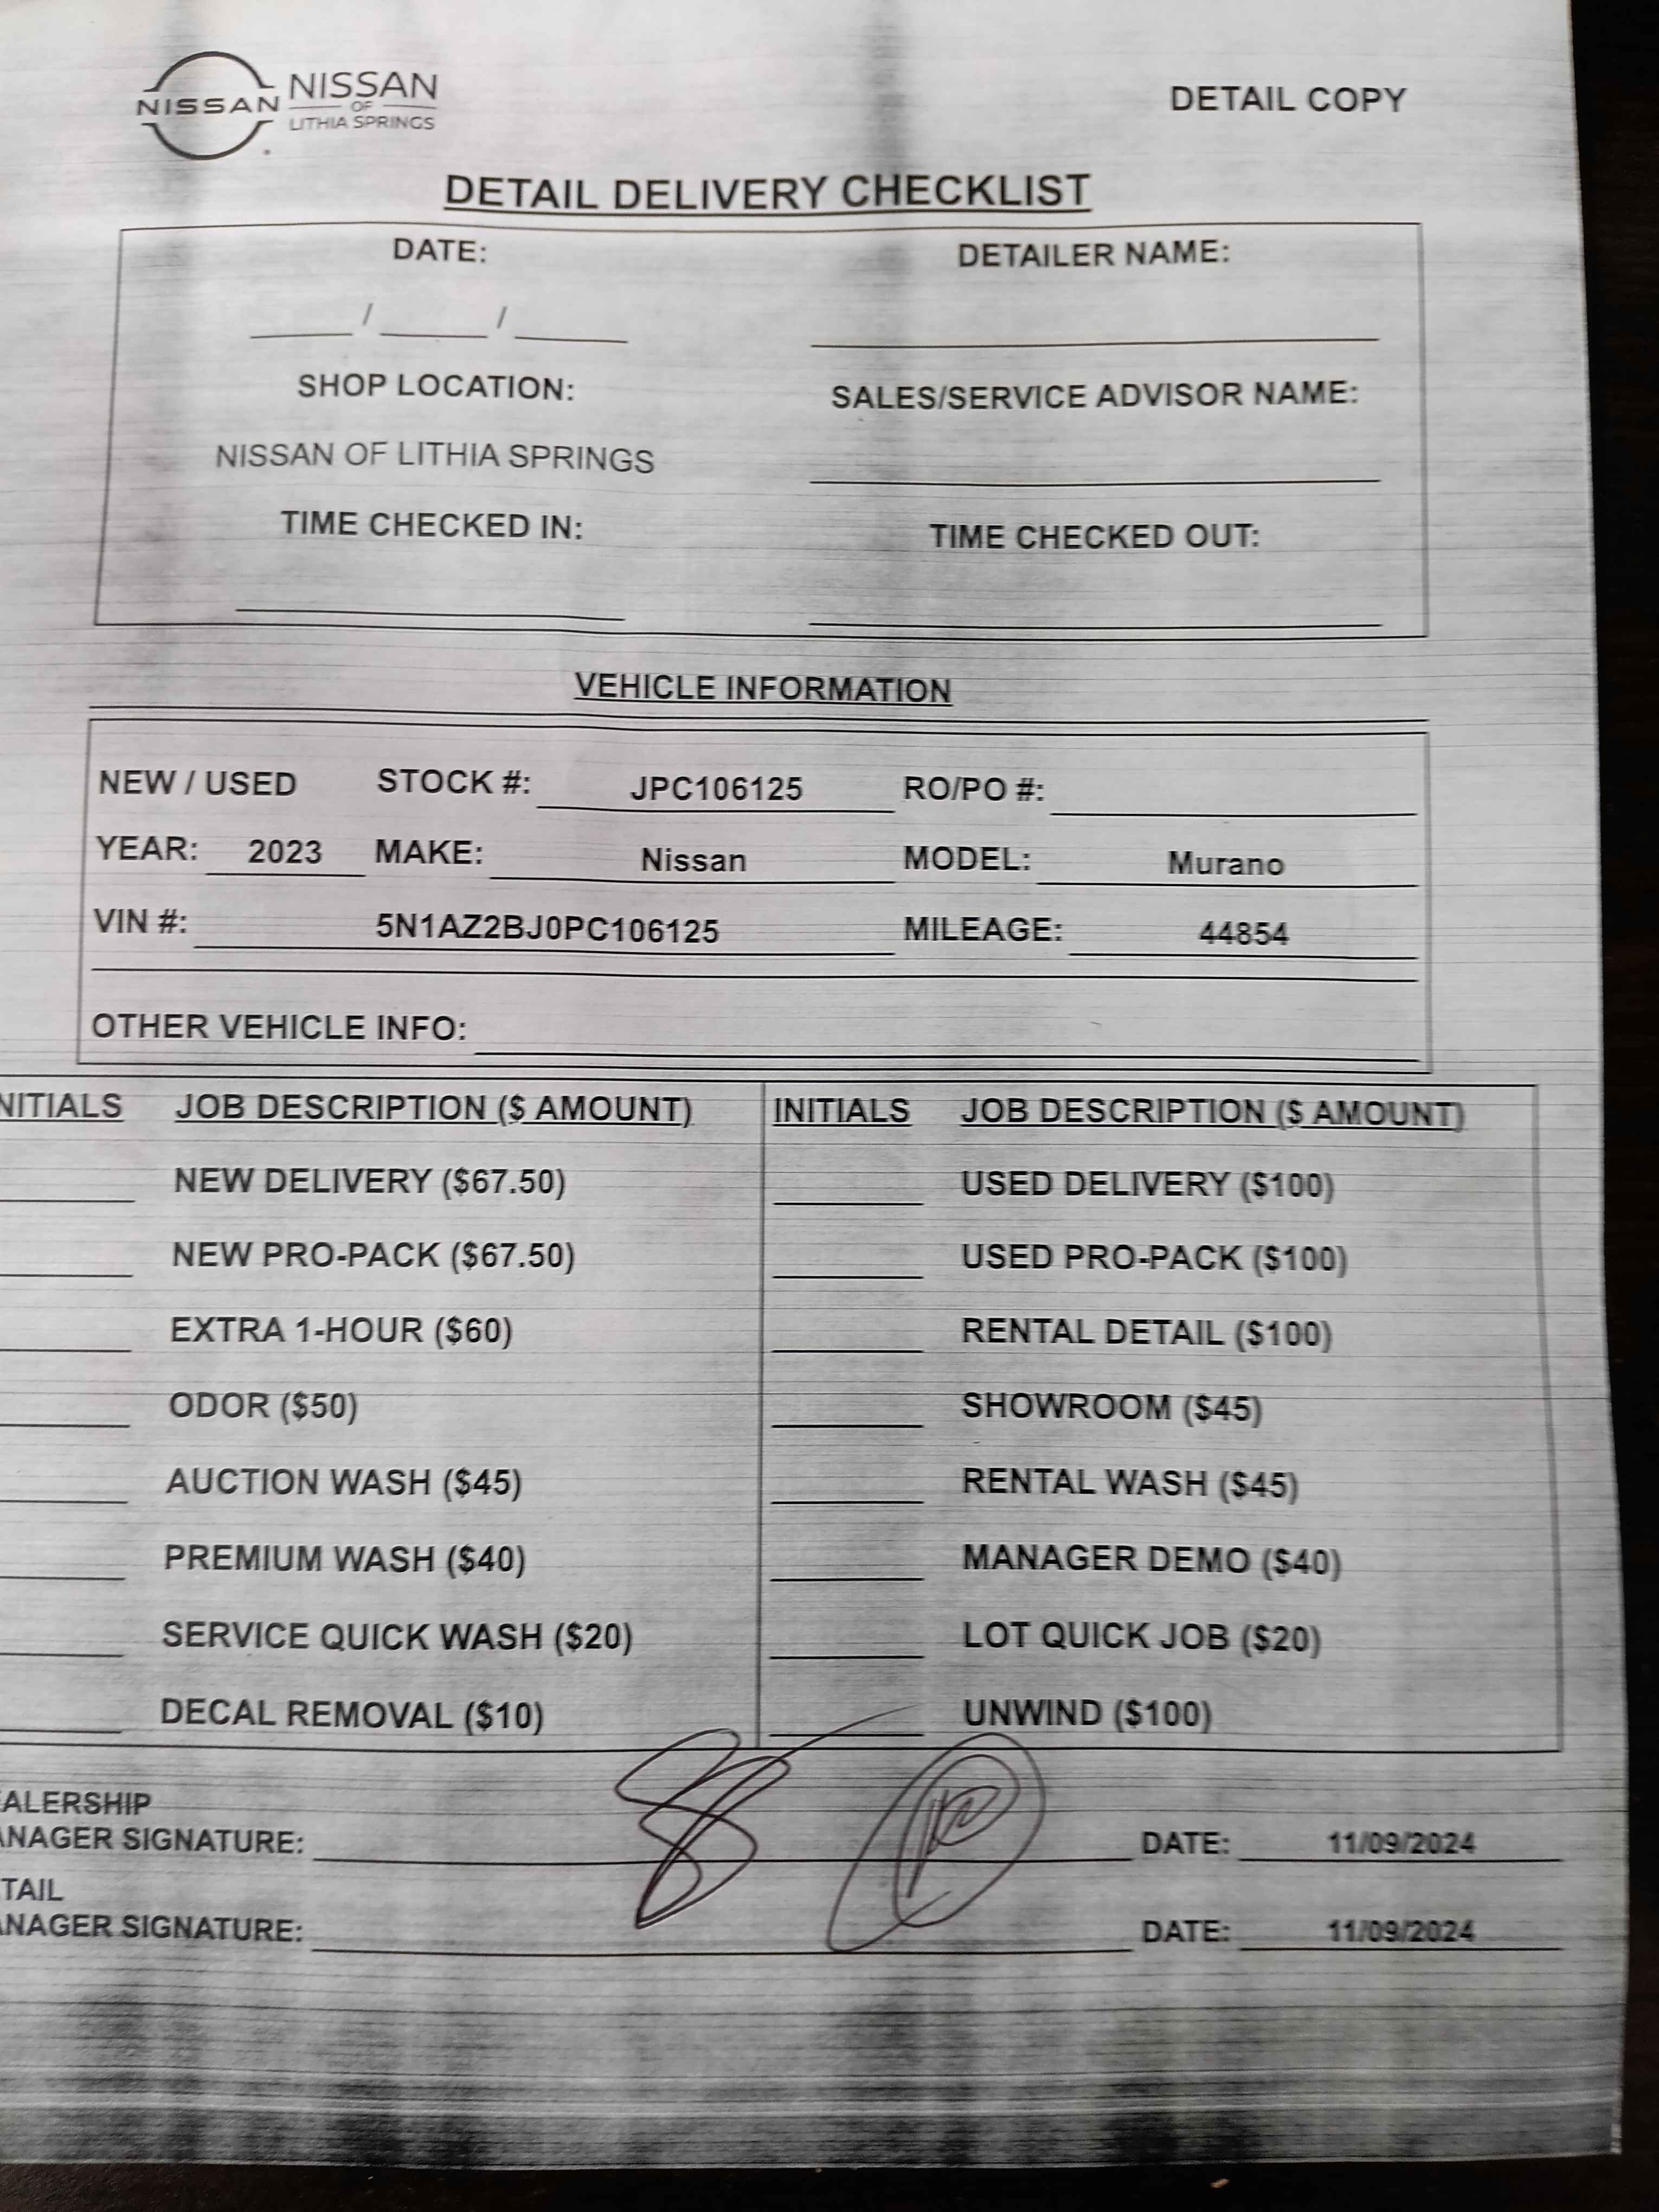 NISSAN NISSAN
OF
LITHIA SPRINGS
DETAIL COPY
DETAIL DELIVERY CHECKLIST
DATE: DETAILER NAME:
____ / ____ / ____ ____
SHOP LOCATION: SALES/SERVICE ADVISOR NAME:
NISSAN OF LITHIA SPRINGS
TIME CHECKED IN: TIME CHECKED OUT:
VEHICLE INFORMATION
NEW / USED STOCK #: JPC106125 RO/PO #:
YEAR: 2023 MAKE: Nissan MODEL: Murano
VIN #: 5N1AZ2BJ0PC106125 MILEAGE: 44854
OTHER VEHICLE INFO:
NITIALS JOB DESCRIPTION ($ AMOUNT) INITIALS JOB DESCRIPTION ($ AMOUNT)
NEW DELIVERY ($67.50) USED DELIVERY ($100)
NEW PRO-PACK ($67.50) USED PRO-PACK ($100)
EXTRA 1-HOUR ($60) RENTAL DETAIL ($100)
ODOR ($50) SHOWROOM ($45)
AUCTION WASH ($45) RENTAL WASH ($45)
PREMIUM WASH ($40) MANAGER DEMO ($40)
SERVICE QUICK WASH ($20) LOT QUICK JOB ($20)
DECAL REMOVAL ($10) UNWIND ($100)
EALERSHIP
ANAGER SIGNATURE: DATE: 11/09/2024
TAIL
ANAGER SIGNATURE: DATE: 11/09/2024